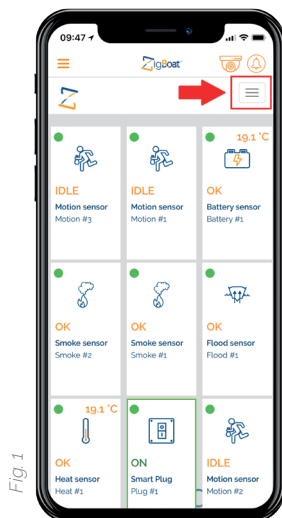 09:47
ZigBoat
19.1 °C
IDLE
Motion sensor
Motion #3
IDLE
Motion sensor
Motion #1
OK
Battery sensor
Battery #1
OK
Smoke sensor
Smoke #2
OK
Smoke sensor
Smoke #1
OK
Flood sensor
Flood #1
19.1 °C
OK
Heat sensor
Heat #1
ON
Smart Plug
Plug #1
IDLE
Motion sensor
Motion #2
Fig. 1